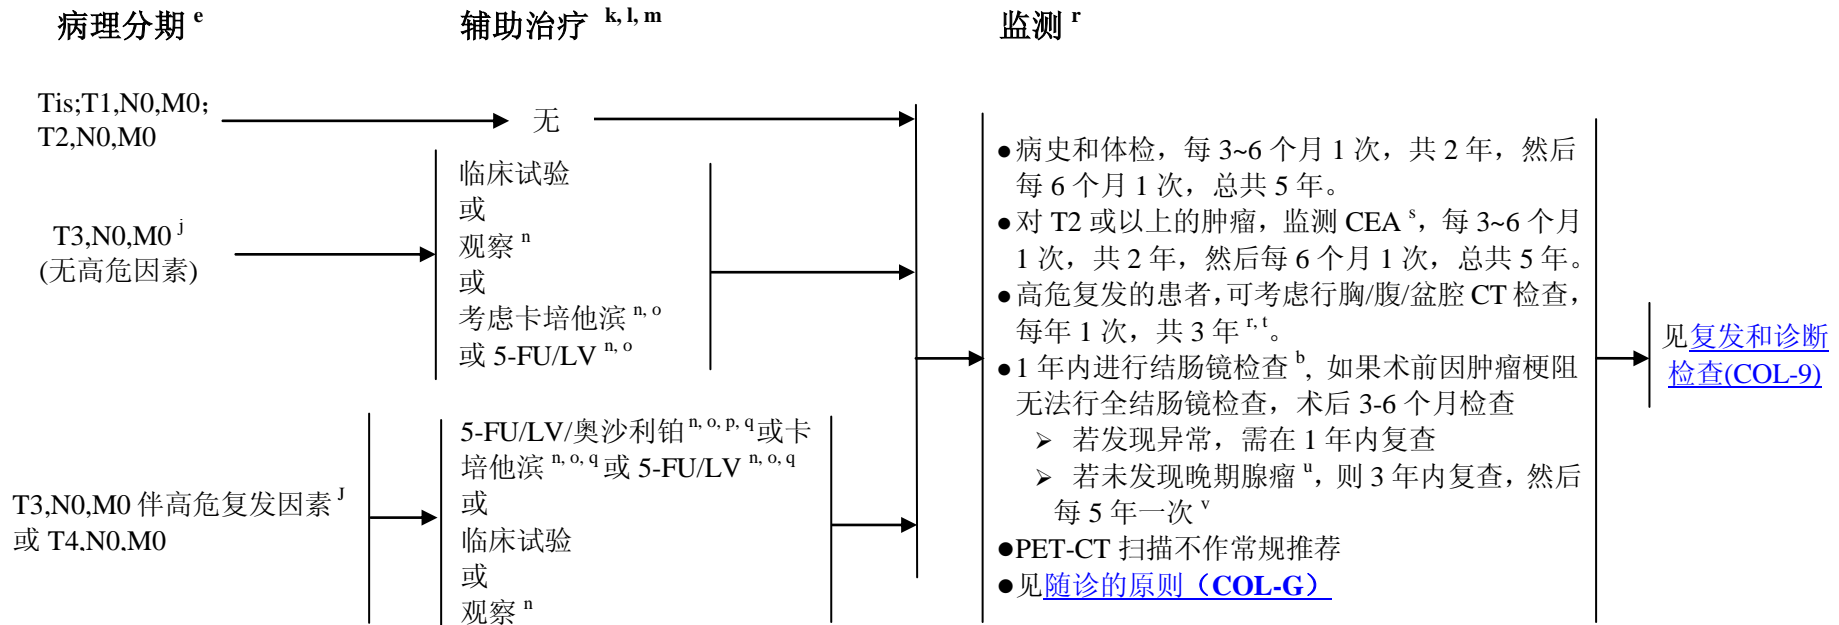 病理分期 e
辅助治疗 k, l, m
监测 r
Tis;T1,N0,M0;
T2,N0,M0
无
T3,N0,M0 j
(无高危因素)
临床试验
或
观察 n
或
考虑卡培他滨 n, o
或 5-FU/LV n, o
T3,N0,M0 伴高危复发因素 J
或 T4,N0,M0
5-FU/LV/奥沙利铂 n, o, p, q 或卡
培他滨 n, o, q 或 5-FU/LV n, o, q
或
临床试验
或
观察 n
●病史和体检，每 3~6 个月 1 次，共 2 年，然后
每 6 个月 1 次，总共 5 年。
●对 T2 或以上的肿瘤，监测 CEA s，每 3~6 个月
1 次，共 2 年，然后每 6 个月 1 次，总共 5 年。
●高危复发的患者，可考虑行胸/腹/盆腔 CT 检查，
每年 1 次，共 3 年 r, t。
●1 年内进行结肠镜检查 b, 如果术前因肿瘤梗阻
无法行全结肠镜检查，术后 3-6 个月检查
➢ 若发现异常，需在 1 年内复查
➢ 若未发现晚期腺瘤 u，则 3 年内复查，然后
每 5 年一次 v
●PET-CT 扫描不作常规推荐
●见随诊的原则（COL-G）
见复发和诊断
检查(COL-9)